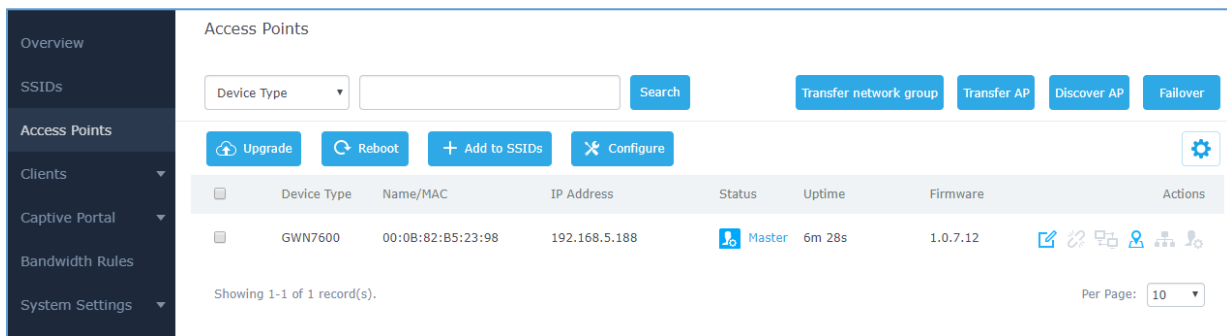 Access Points
Overview
SSIDs
Access Points
Clients
Captive Portal
Bandwidth Rules
System Settings
Device Type Search Transfer network group Transfer AP Discover AP Failover
Upgrade Reboot + Add to SSIDs Configure
Device Type Name/MAC IP Address Status Uptime Firmware Actions
GWN7600 00:0B:82:B5:23:98 192.168.5.188 Master 6m 28s 1.0.7.12
Showing 1-1 of 1 record(s). Per Page: 10